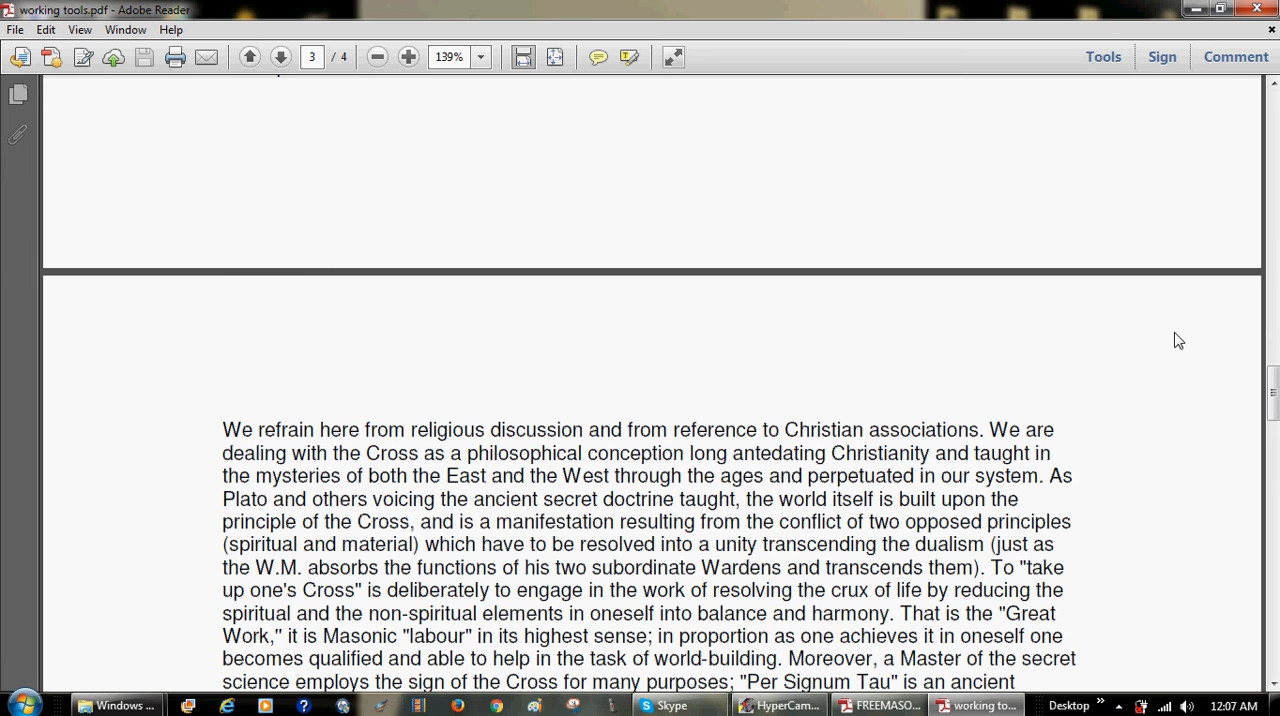 working tools.pdf - Adobe Reader
File Edit View Window Help
3 / 4 139% Tools Sign Comment
We refrain here from religious discussion and from reference to Christian associations. We are
dealing with the Cross as a philosophical conception long antedating Christianity and taught in
the mysteries of both the East and the West through the ages and perpetuated in our system. As
Plato and others voicing the ancient secret doctrine taught, the world itself is built upon the
principle of the Cross, and is a manifestation resulting from the conflict of two opposed principles
(spiritual and material) which have to be resolved into a unity transcending the dualism (just as
the W.M. absorbs the functions of his two subordinate Wardens and transcends them). To "take
up one's Cross" is deliberately to engage in the work of resolving the crux of life by reducing the
spiritual and the non-spiritual elements in oneself into balance and harmony. That is the "Great
Work," it is Masonic "labour" in its highest sense; in proportion as one achieves it in oneself one
becomes qualified and able to help in the task of world-building. Moreover, a Master of the secret
science employs the sign of the Cross for many purposes; "Per Signum Tau" is an ancient
Windows ... Skype HyperCam... FREEMASO... working to... Desktop 12:07 AM